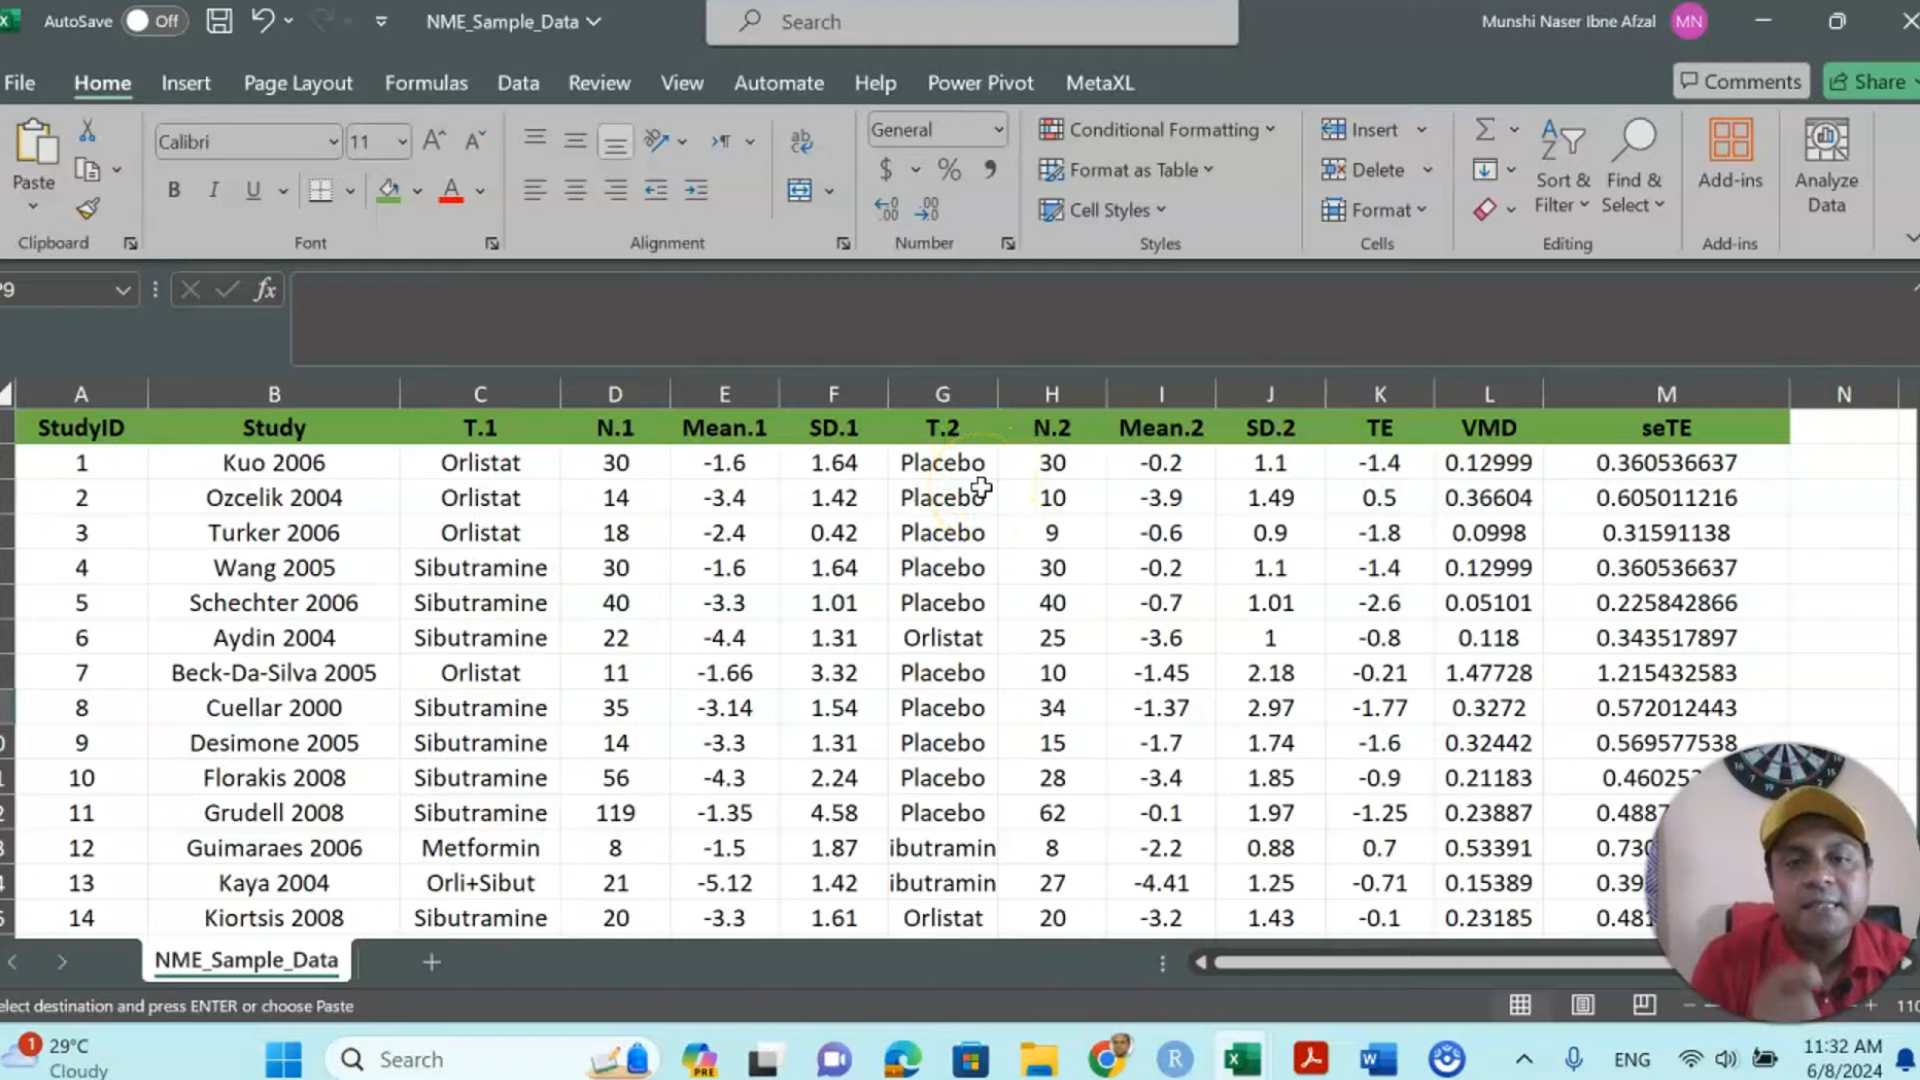 AutoSave Off NME_Sample_Data Search Munshi Naser Ibne Afzal MN
File Home Insert Page Layout Formulas Data Review View Automate Help Power Pivot MetaXL Comments Share
Paste Calibri 11 General Conditional Formatting Format as Table Cell Styles Insert Delete Format Sort & Filter Find & Select Add-ins Analyze Data
Clipboard Font Alignment Number Styles Cells Editing Add-ins
P9 fx
A B C D E F G H I J K L M N
StudyID Study T.1 N.1 Mean.1 SD.1 T.2 N.2 Mean.2 SD.2 TE VMD seTE
1 Kuo 2006 Orlistat 30 -1.6 1.64 Placebo 30 -0.2 1.1 -1.4 0.12999 0.360536637
2 Ozcelik 2004 Orlistat 14 -3.4 1.42 Placebo 10 -3.9 1.49 0.5 0.36604 0.605011216
3 Turker 2006 Orlistat 18 -2.4 0.42 Placebo 9 -0.6 0.9 -1.8 0.0998 0.31591138
4 Wang 2005 Sibutramine 30 -1.6 1.64 Placebo 30 -0.2 1.1 -1.4 0.12999 0.360536637
5 Schechter 2006 Sibutramine 40 -3.3 1.01 Placebo 40 -0.7 1.01 -2.6 0.05101 0.225842866
6 Aydin 2004 Sibutramine 22 -4.4 1.31 Orlistat 25 -3.6 1 -0.8 0.118 0.343517897
7 Beck-Da-Silva 2005 Orlistat 11 -1.66 3.32 Placebo 10 -1.45 2.18 -0.21 1.47728 1.215432583
8 Cuellar 2000 Sibutramine 35 -3.14 1.54 Placebo 34 -1.37 2.97 -1.77 0.3272 0.572012443
9 Desimone 2005 Sibutramine 14 -3.3 1.31 Placebo 15 -1.7 1.74 -1.6 0.32442 0.569577538
10 Florakis 2008 Sibutramine 56 -4.3 2.24 Placebo 28 -3.4 1.85 -0.9 0.21183 0.46025
11 Grudell 2008 Sibutramine 119 -1.35 4.58 Placebo 62 -0.1 1.97 -1.25 0.23887 0.4887
12 Guimaraes 2006 Metformin 8 -1.5 1.87 ibutramin 8 -2.2 0.88 0.7 0.53391 0.730
13 Kaya 2004 Orli+Sibut 21 -5.12 1.42 ibutramin 27 -4.41 1.25 -0.71 0.15389 0.39
14 Kiortsis 2008 Sibutramine 20 -3.3 1.61 Orlistat 20 -3.2 1.43 -0.1 0.23185 0.481
NME_Sample_Data
elect destination and press ENTER or choose Paste 110
1 29°C Cloudy Search PRE R ENG 11:32 AM 6/8/2024